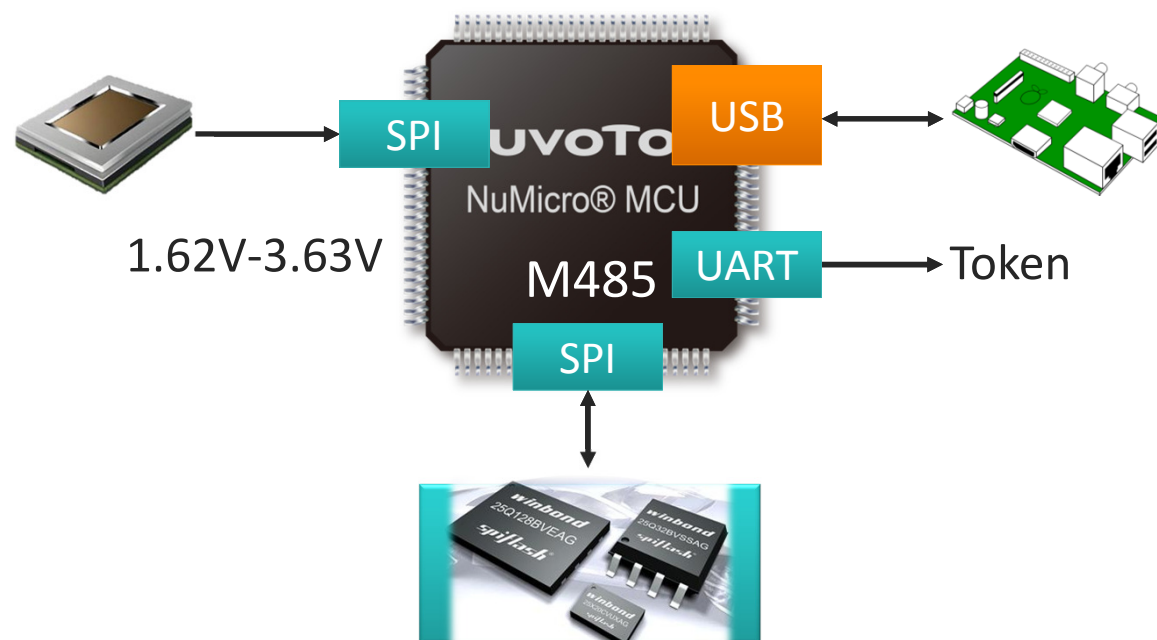 SPI
USB
NuMicro® MCU
1.62V-3.63V
M485
UART
Token
SPI
winbond
25Q128BVEAG
spiflash
winbond
25Q32BVSSAG
spiflash
winbond
spiflash